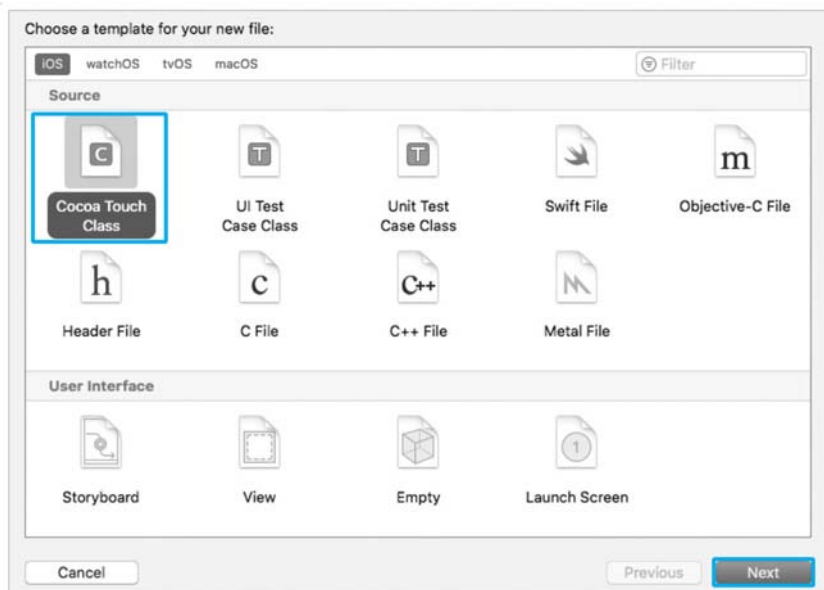 Choose a template for your new file:
iOS watchOS tvOS macOS Filter
Source
C T T m
Cocoa Touch UI Test Unit Test Swift File Objective-C File
Class Case Class Case Class
h c C++
Header File C File C++ File Metal File
User Interface
1
Storyboard View Empty Launch Screen
Cancel Previous Next